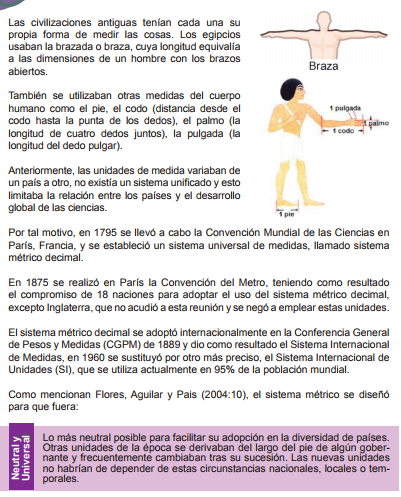 Las civilizaciones antiguas tenían cada una su
propia forma de medir las cosas. Los egipcios
usaban la brazada o braza, cuya longitud equivalía
a las dimensiones de un hombre con los brazos
abiertos.
Braza
También se utilizaban otras medidas del cuerpo
humano como el pie, el codo (distancia desde el
codo hasta la punta de los dedos), el palmo (la
longitud de cuatro dedos juntos), la pulgada (la
longitud del dedo pulgar).
1 pulgada
1 palmo
1 codo
1 pie
Anteriormente, las unidades de medida variaban de
un país a otro, no existía un sistema unificado y esto
limitaba la relación entre los países y el desarrollo
global de las ciencias.
Por tal motivo, en 1795 se llevó a cabo la Convención Mundial de las Ciencias en
París, Francia, y se estableció un sistema universal de medidas, llamado sistema
métrico decimal.
En 1875 se realizó en París la Convención del Metro, teniendo como resultado
el compromiso de 18 naciones para adoptar el uso del sistema métrico decimal,
excepto Inglaterra, que no acudió a esta reunión y se negó a emplear estas unidades.
El sistema métrico decimal se adoptó internacionalmente en la Conferencia General
de Pesos y Medidas (CGPM) de 1889 y dio como resultado el Sistema Internacional
de Medidas, en 1960 se sustituyó por otro más preciso, el Sistema Internacional de
Unidades (SI), que se utiliza actualmente en 95% de la población mundial.
Como mencionan Flores, Aguilar y Pais (2004:10), el sistema métrico se diseñó
para que fuera:
Neutral y
Universal
Lo más neutral posible para facilitar su adopción en la diversidad de países.
Otras unidades de la época se derivaban del largo del pie de algún gober-
nante y frecuentemente cambiaban tras su sucesión. Las nuevas unidades
no habrían de depender de estas circunstancias nacionales, locales o tem-
porales.